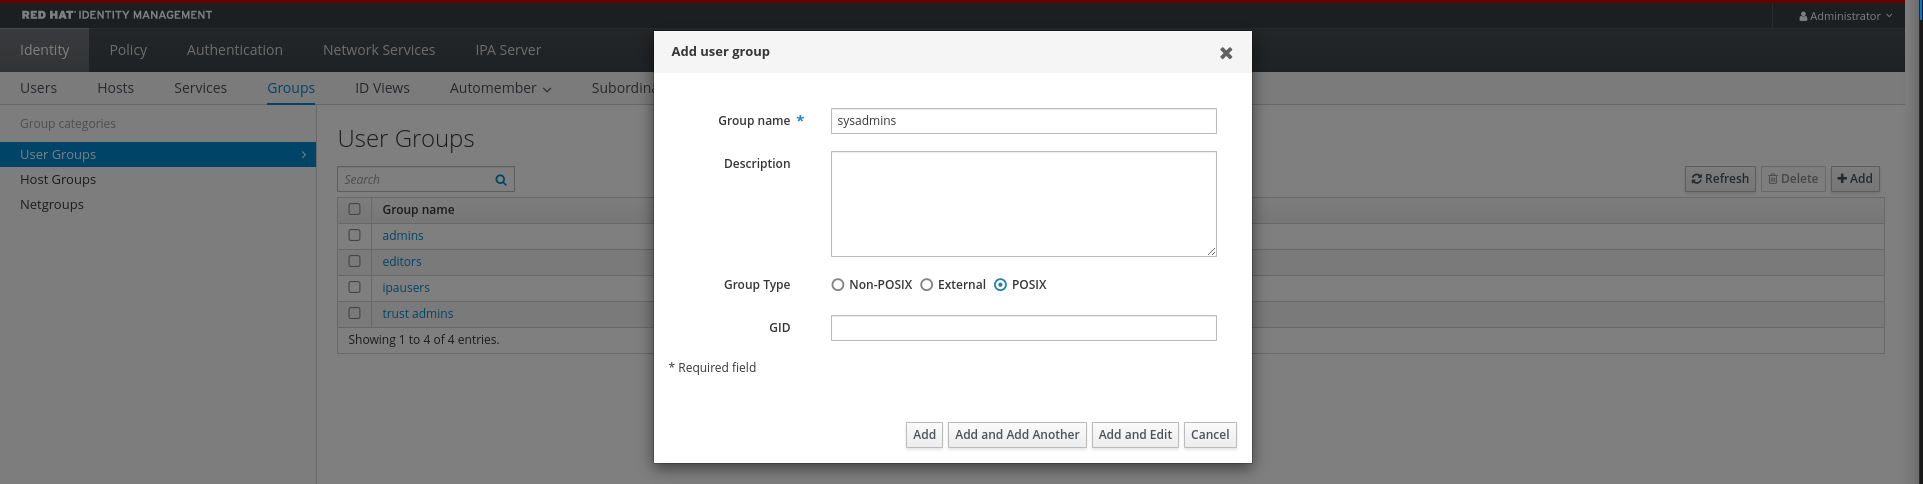 RED HAT® IDENTITY MANAGEMENT
Administrator
Identity Policy Authentication Network Services IPA Server
Users Hosts Services Groups ID Views Automember
Group categories
User Groups
Host Groups
Netgroups
User Groups
Search
Refresh Delete Add
Group name
admins
editors
ipausers
trust admins
Showing 1 to 4 of 4 entries.
Add user group
Group name *
sysadmins
Description
Group Type
Non-POSIX External POSIX
GID
* Required field
Add Add and Add Another Add and Edit Cancel